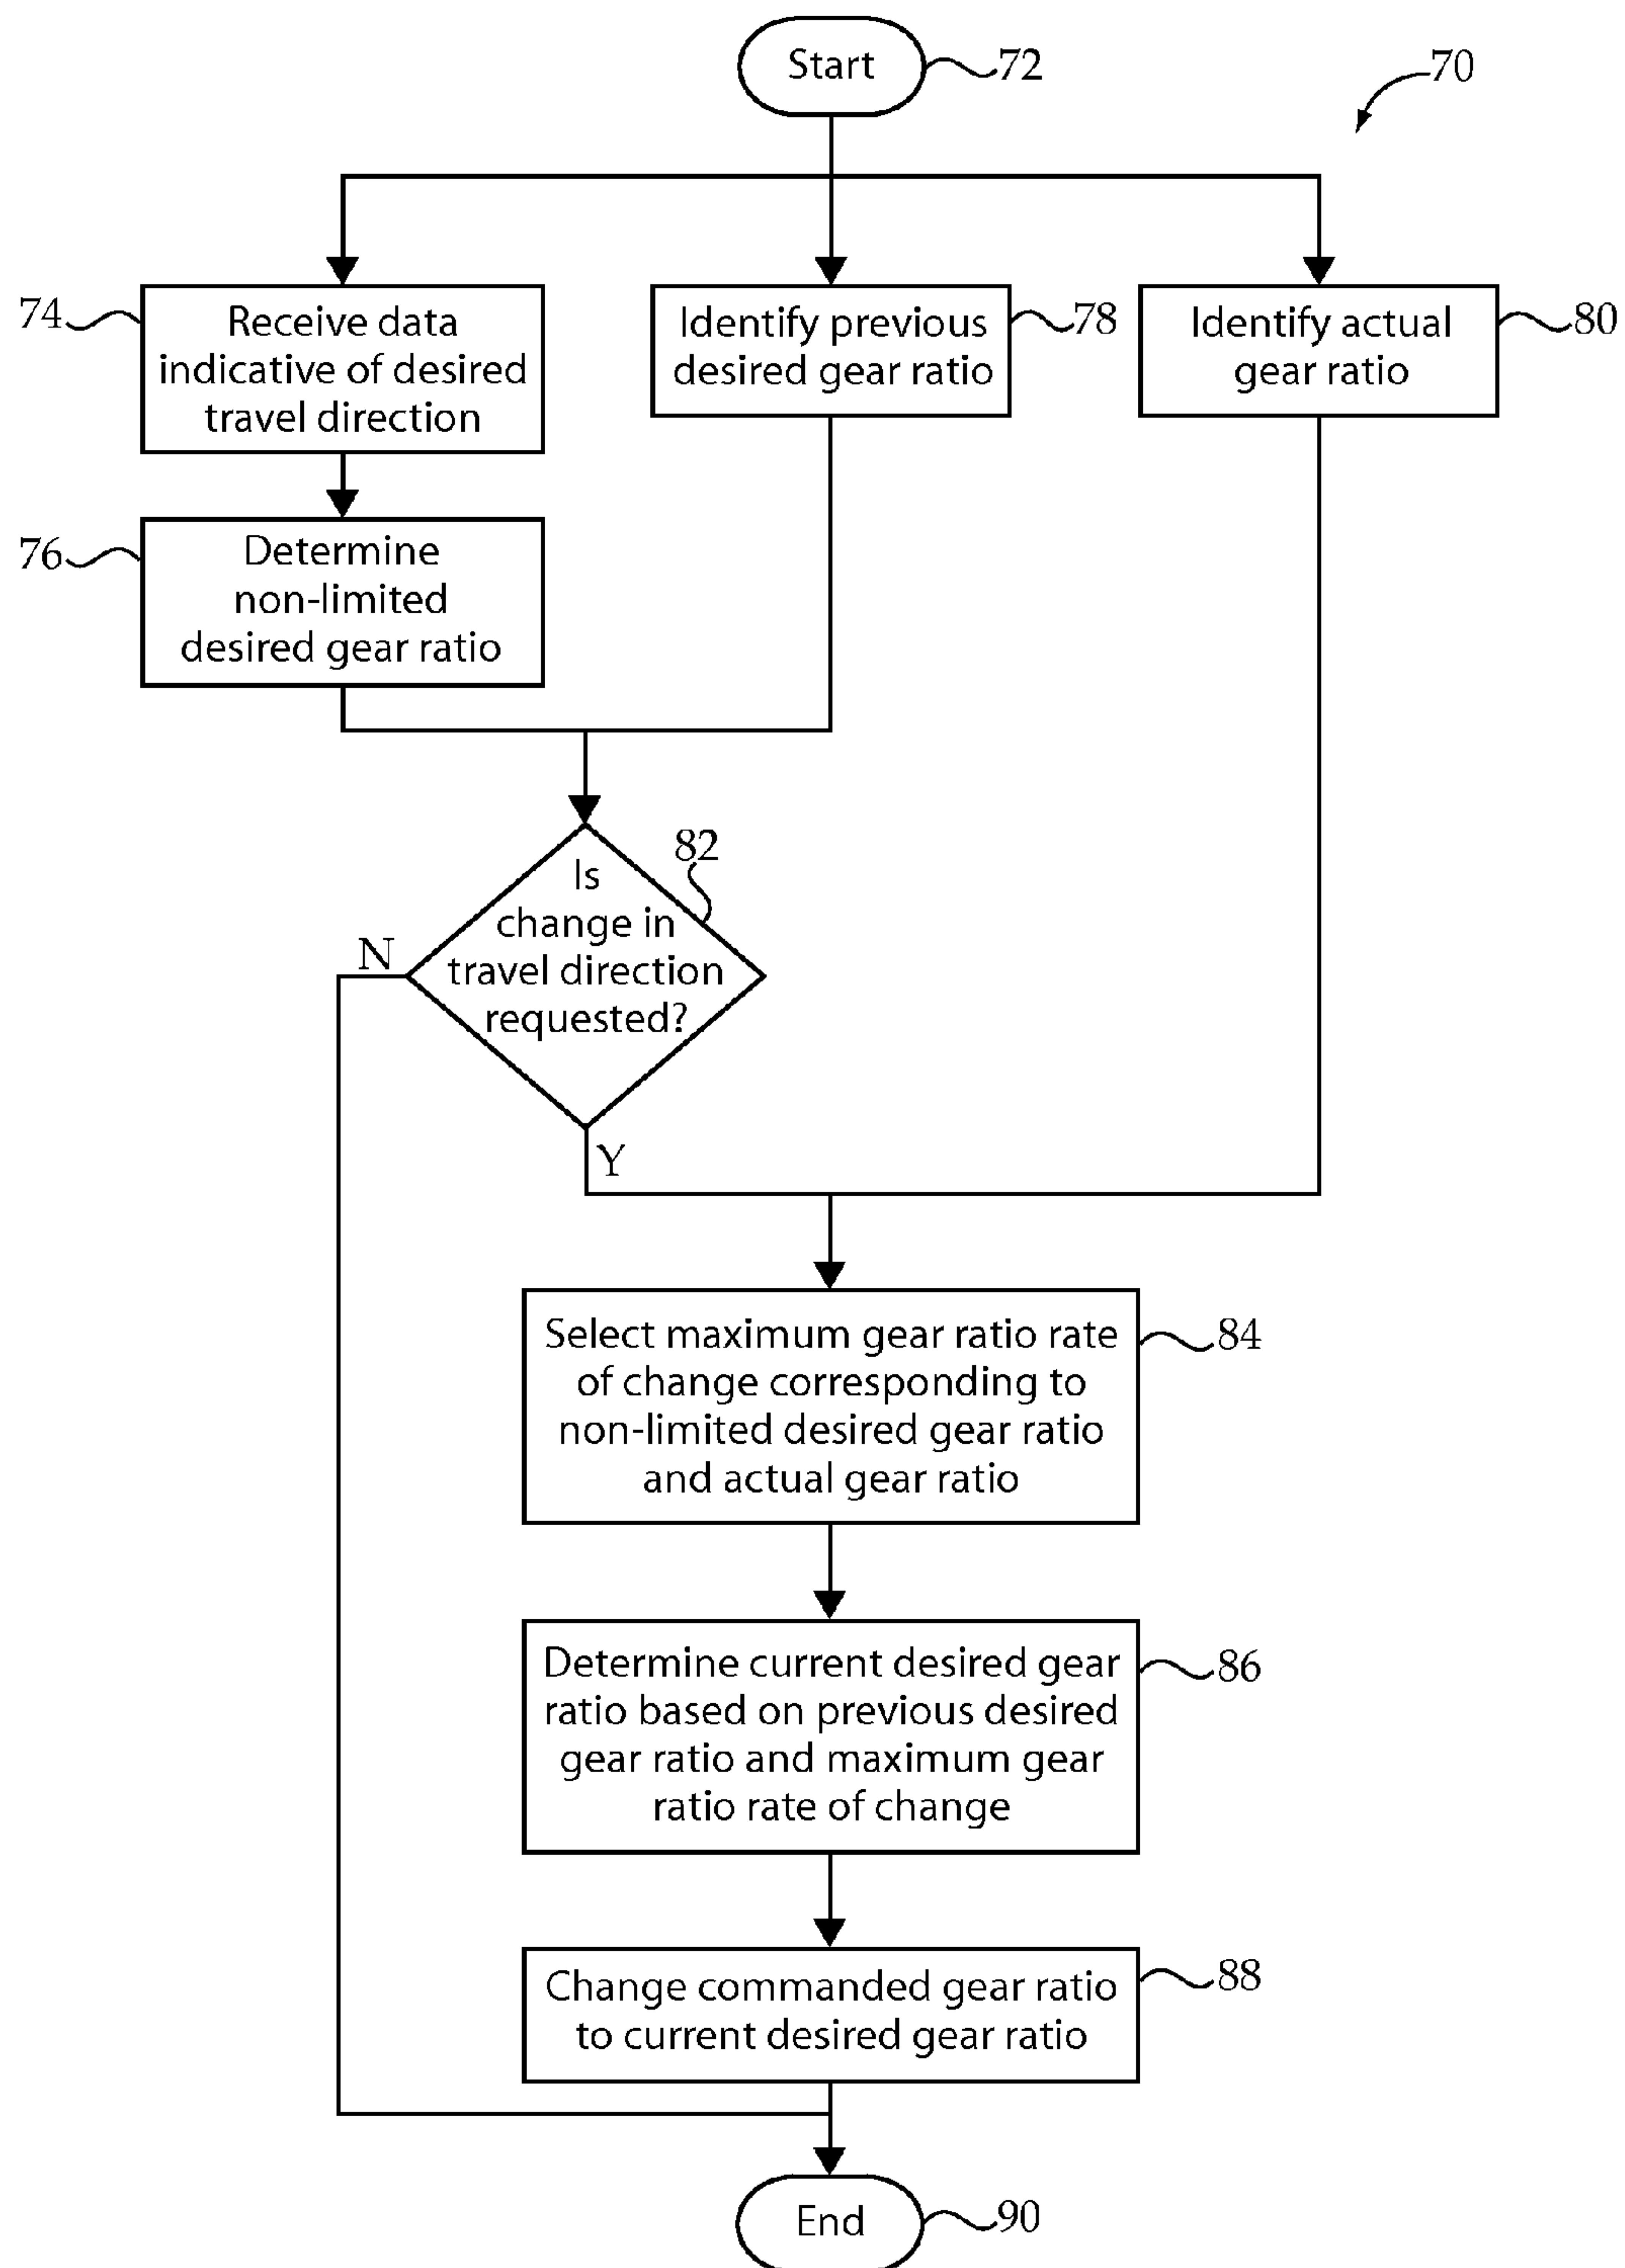 Start
72
70
74
Receive data
indicative of desired
travel direction
Identify previous
desired gear ratio
78
Identify actual
gear ratio
80
76
Determine
non-limited
desired gear ratio
82
Is
change in
travel direction
requested?
N
Y
Select maximum gear ratio rate
of change corresponding to
non-limited desired gear ratio
and actual gear ratio
84
Determine current desired gear
ratio based on previous desired
gear ratio and maximum gear
ratio rate of change
86
Change commanded gear ratio
to current desired gear ratio
88
End
90